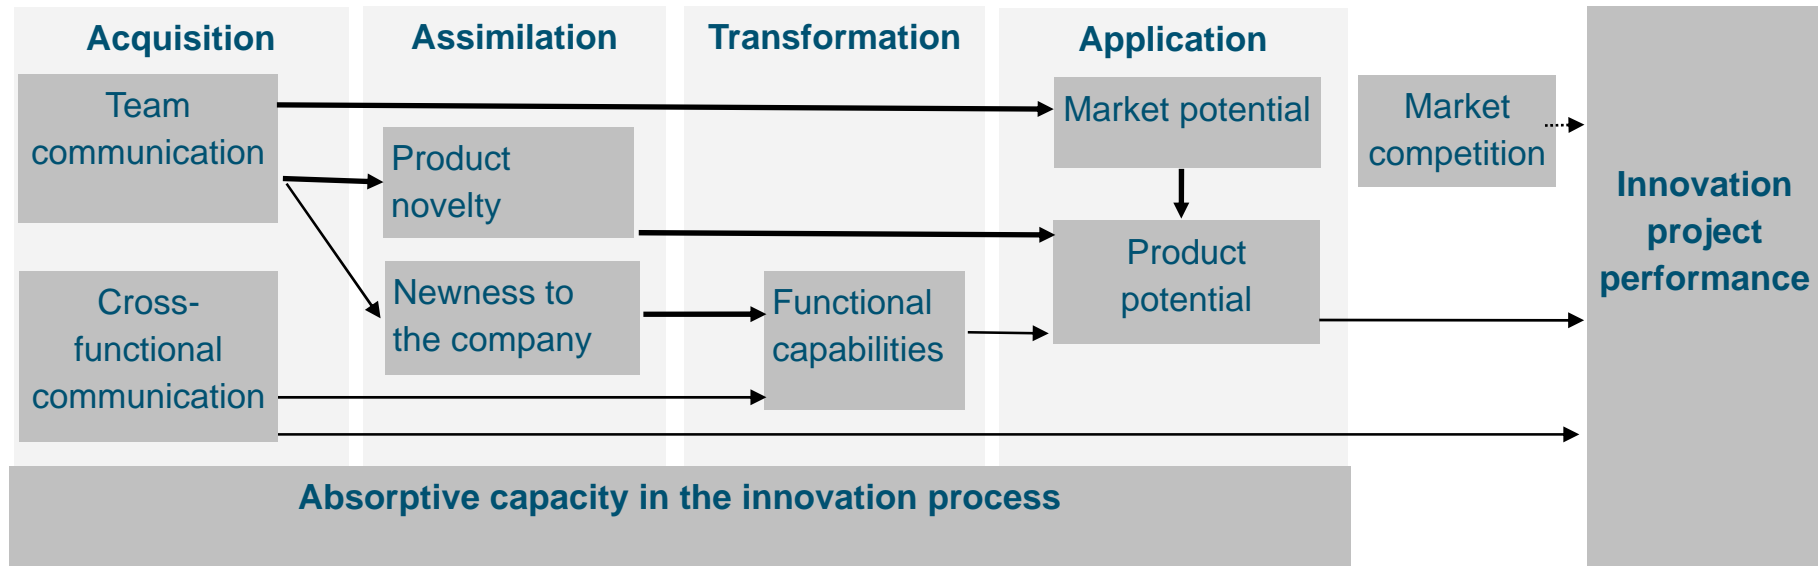 Acquisition
Assimilation
Transformation
Application
Team
communication
Product
novelty
Market potential
Market
competition
Cross-
functional
communication
Newness to
the company
Functional
capabilities
Product
potential
Innovation
project
performance
Absorptive capacity in the innovation process